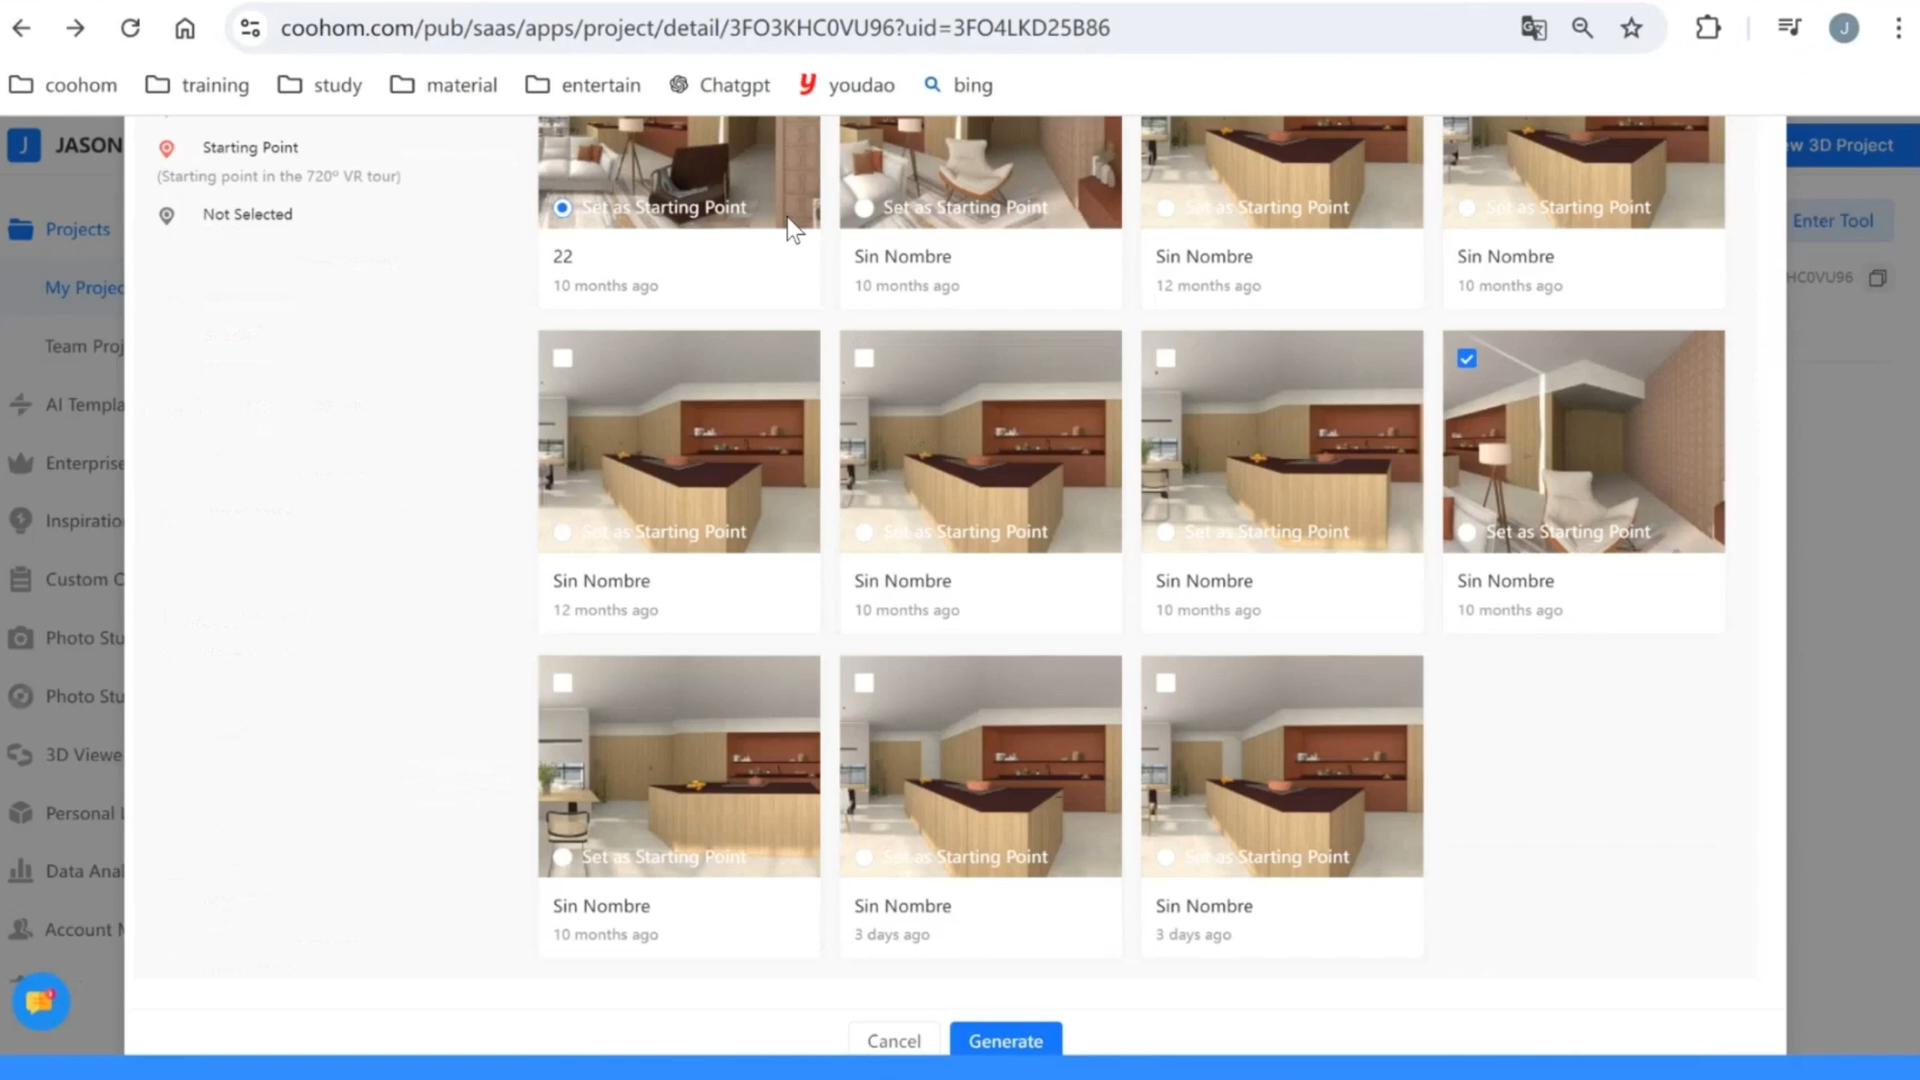 coohom.com/pub/saas/apps/project/detail/3FO3KHC0VU96?uid=3FO4LKD25B86
J
coohom
training
study
material
entertain
Chatgpt
youdao
bing
J
JASON
ew 3D Project
Enter Tool
HC0VU96
Projects
My Projec
Team Proj
AI Templa
Enterprise
Inspiratio
Custom C
Photo Stu
Photo Stu
3D Viewe
Personal L
Data Anal
Account M
Starting Point
(Starting point in the 720º VR tour)
Not Selected
Set as Starting Point
Set as Starting Point
Set as Starting Point
Set as Starting Point
22
Sin Nombre
Sin Nombre
Sin Nombre
10 months ago
10 months ago
12 months ago
10 months ago
Set as Starting Point
Set as Starting Point
Set as Starting Point
Set as Starting Point
Sin Nombre
Sin Nombre
Sin Nombre
Sin Nombre
12 months ago
10 months ago
10 months ago
10 months ago
Set as Starting Point
Set as Starting Point
Set as Starting Point
Sin Nombre
Sin Nombre
Sin Nombre
10 months ago
3 days ago
3 days ago
Cancel
Generate